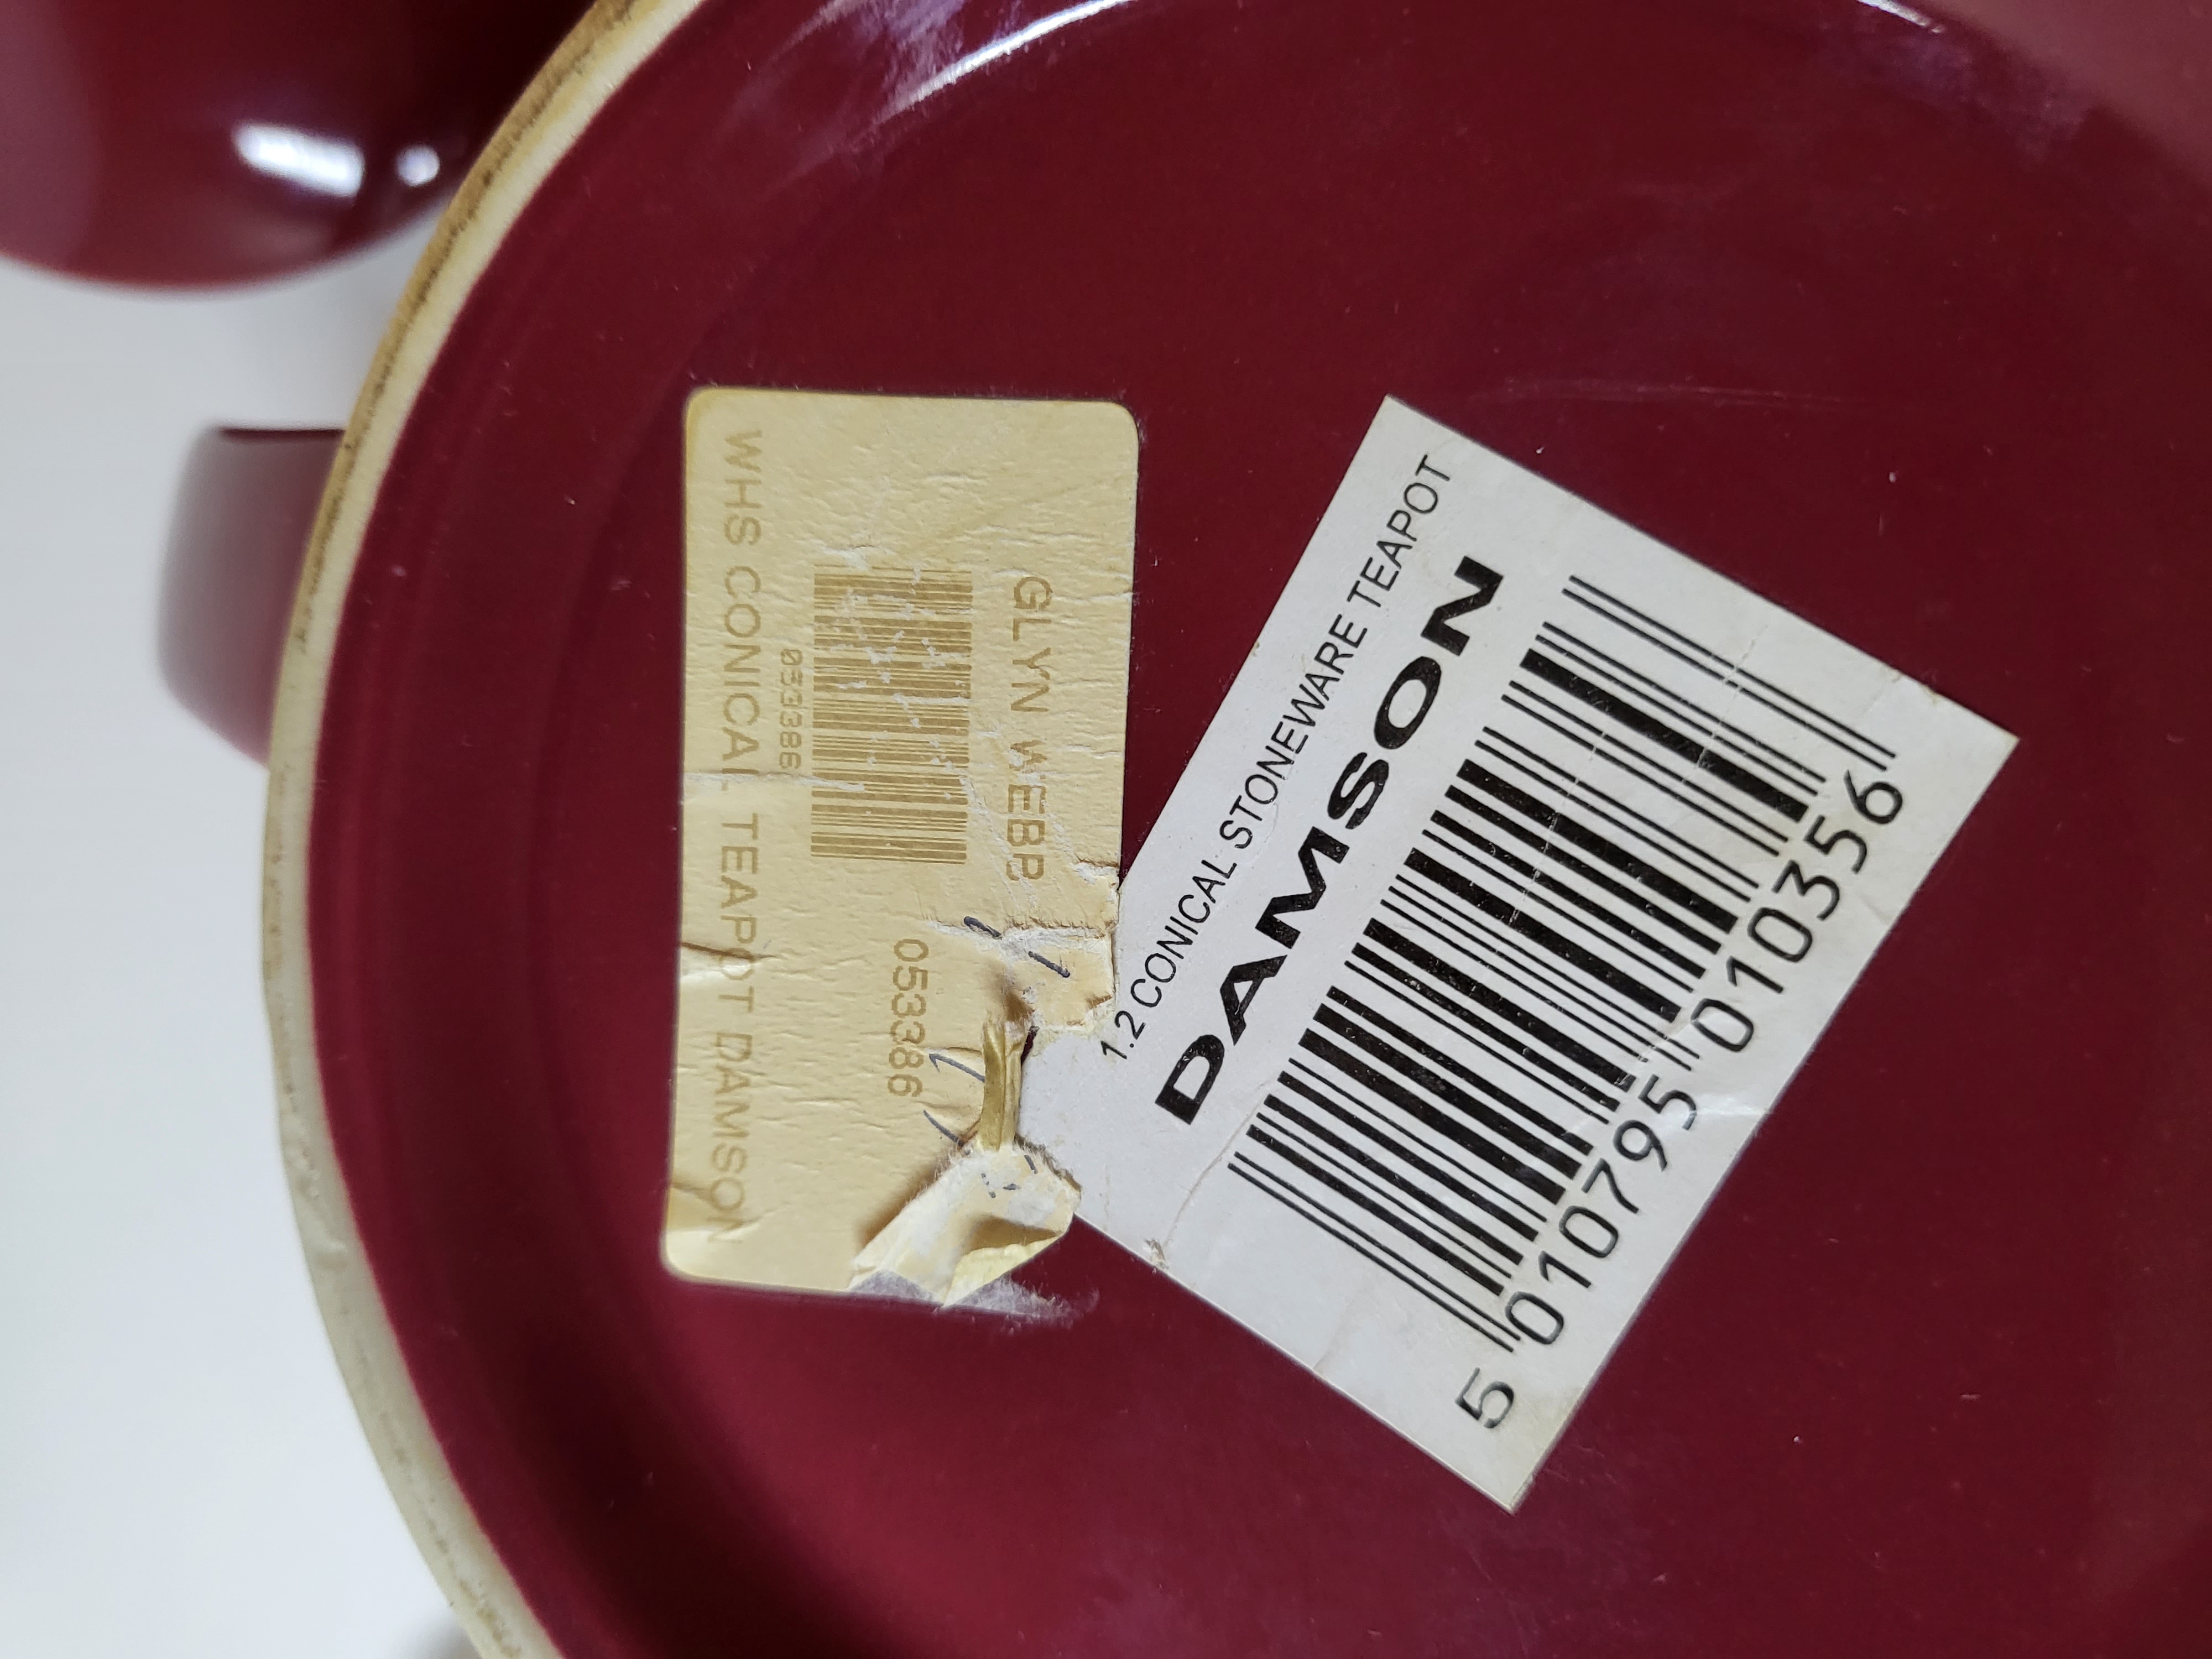 GLYN WEBB
053386
053386
WHS CONICAL TEAPOT DAMSON
1.2 CONICAL STONEWARE TEAPOT
DAMSON
5 010795 010356